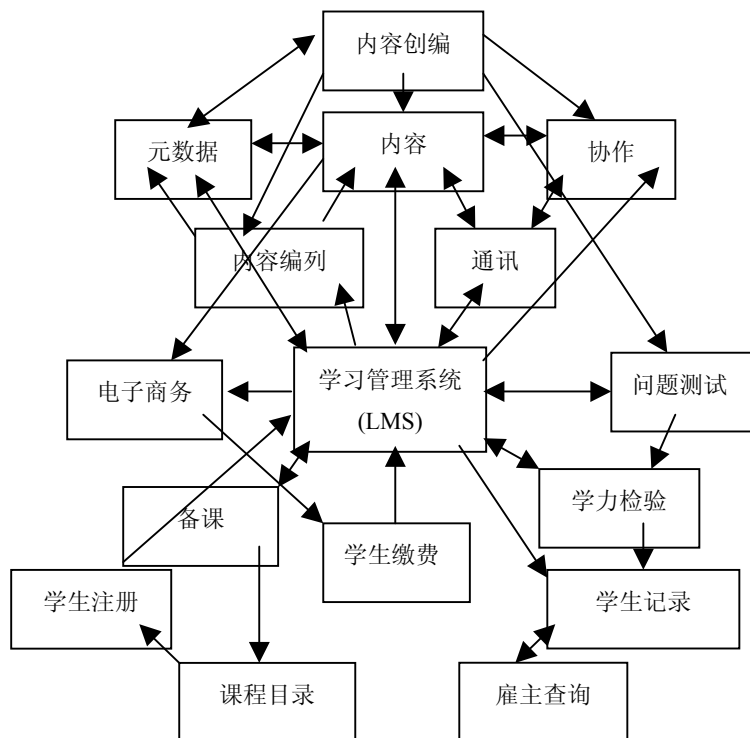 内容创编
元数据
内容
协作
内容编列
通讯
电子商务
学习管理系统
(LMS)
问题测试
备课
学生缴费
学力检验
学生注册
学生记录
课程目录
雇主查询